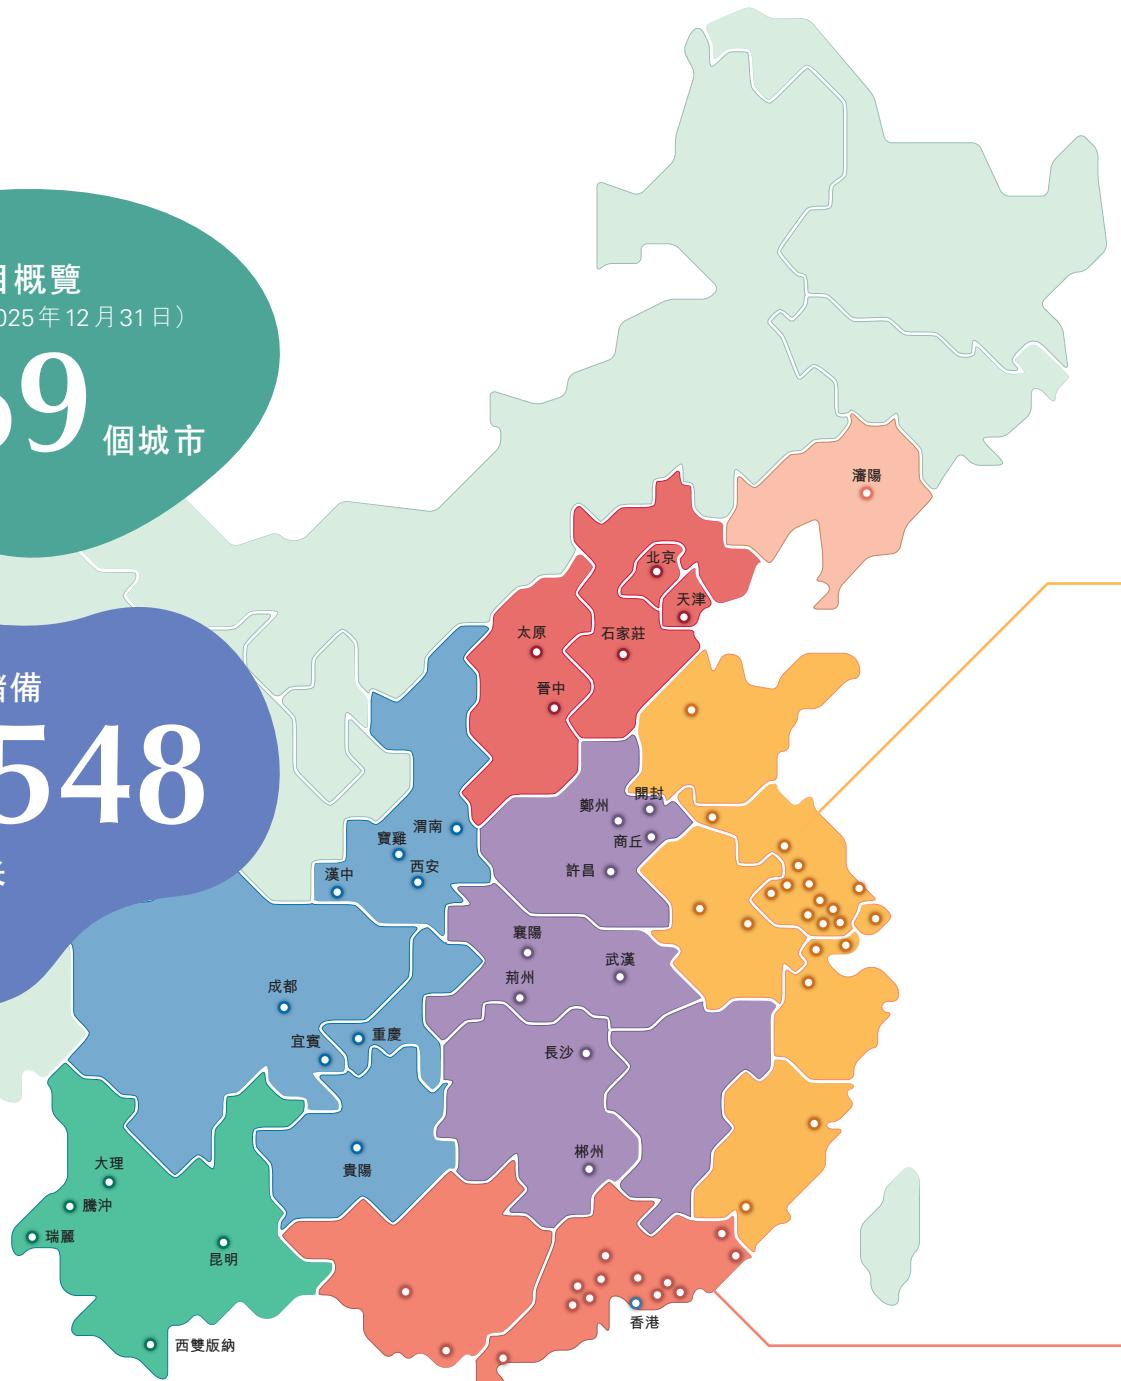 概覽
025年12月31日）
9 個城市
備
548
瀋陽
北京
天津
太原
石家莊
晉中
開封
鄭州
商丘
渭南
寶雞
西安
許昌
漢中
襄陽
武漢
荊州
成都
重慶
宜賓
長沙
郴州
貴陽
大理
騰沖
瑞麗
昆明
西雙版納
香港